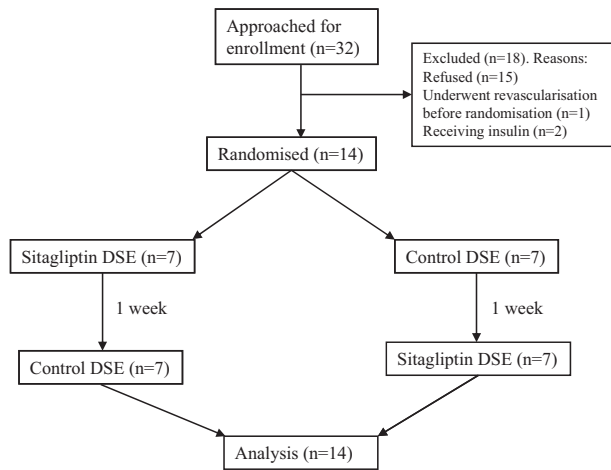 Approached for
enrollment (n=32)
Excluded (n=18). Reasons:
Refused (n=15)
Underwent revascularisation
before randomisation (n=1)
Receiving insulin (n=2)
Randomised (n=14)
Sitagliptin DSE (n=7)
Control DSE (n=7)
1 week
1 week
Control DSE (n=7)
Sitagliptin DSE (n=7)
Analysis (n=14)